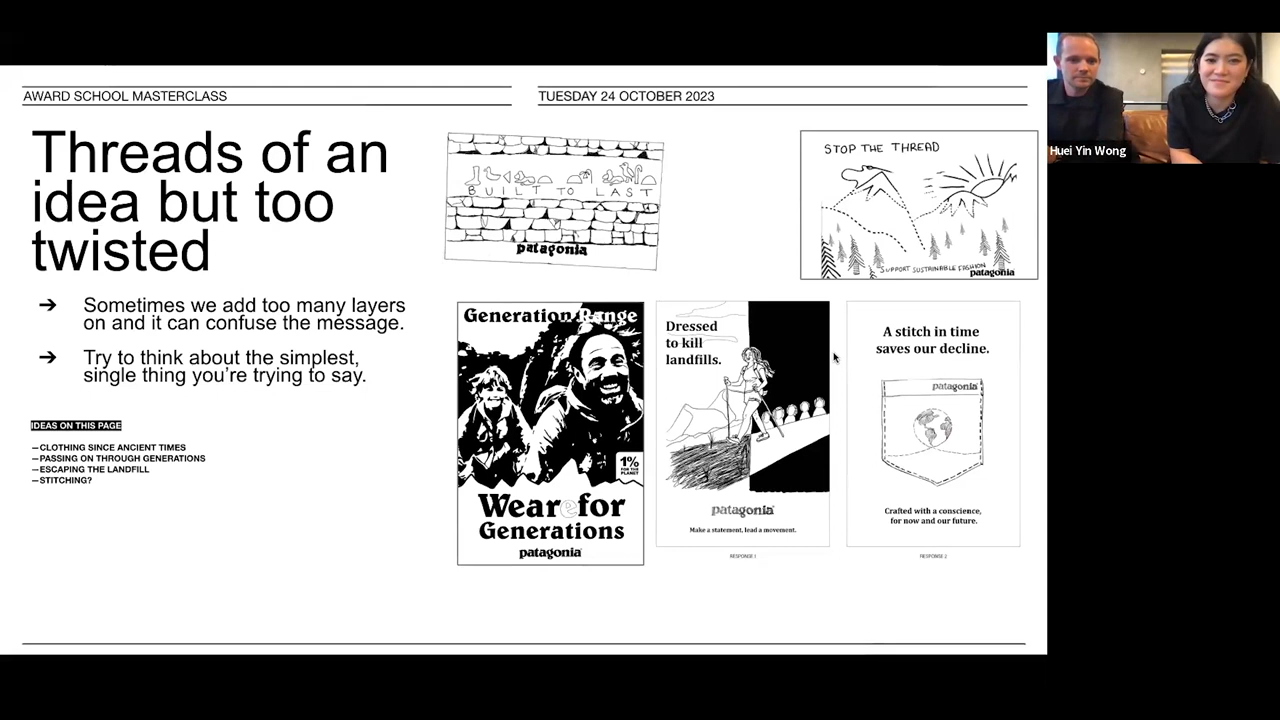 AWARD SCHOOL MASTERCLASS
TUESDAY 24 OCTOBER 2023
Threads of an
idea but too
twisted
➔ Sometimes we add too many layers
on and it can confuse the message.
➔ Try to think about the simplest,
single thing you're trying to say.
IDEAS ON THIS PAGE
—CLOTHING SINCE ANCIENT TIMES
—PASSING ON THROUGH GENERATIONS
—ESCAPING THE LANDFILL
—STITCHING?
BUILT TO LAST
patagonia
STOP THE THREAD
SUPPORT SUSTAINABLE FASHION
patagonia
Generation Range
1%
FOR THE
PLANET
Wear e for
Generations
patagonia
Dressed
to kill
landfills.
patagonia
Make a statement, lead a movement.
RESPONSE 1
A stitch in time
saves our decline.
patagonia
Crafted with a conscience,
for now and our future.
RESPONSE 2
Huei Yin Wong